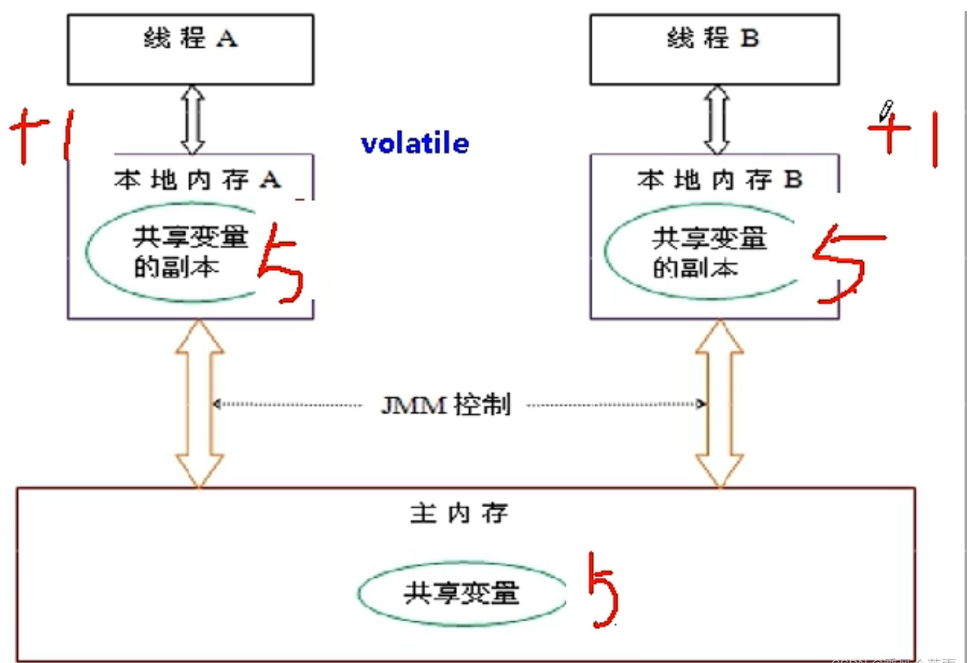 线程 A
线程 B
+1
volatile
+1
本地内存 A
本地内存 B
共享变量
的副本
5
共享变量
的副本
5
JMM 控制
主内存
共享变量
5